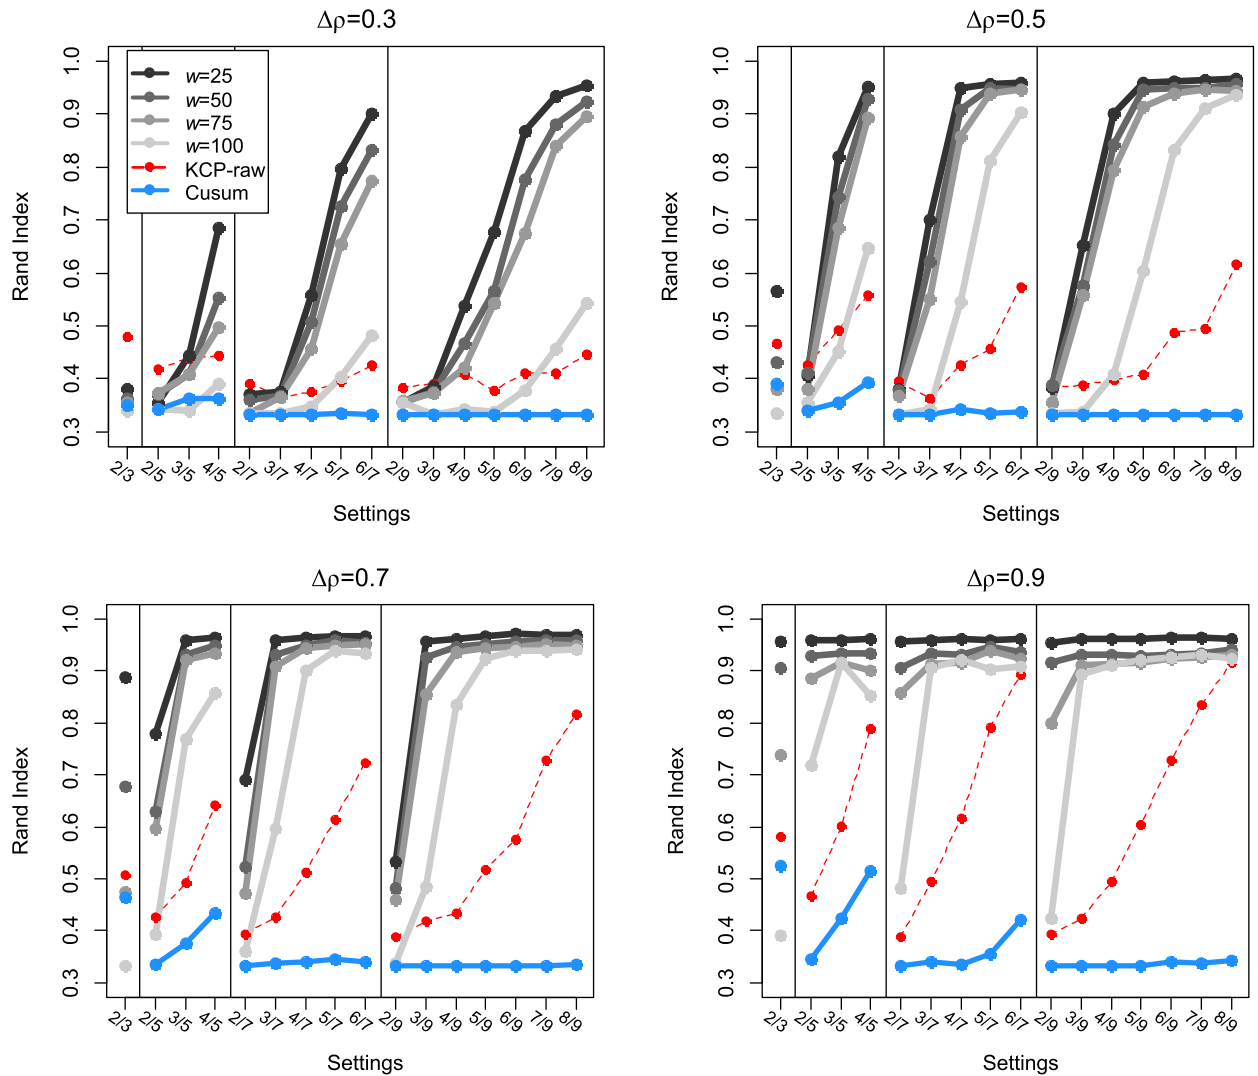 Δρ=0.3
Rand Index
1.0
0.9
0.8
0.7
0.6
0.5
0.4
0.3
w=25
w=50
w=75
w=100
KCP-raw
Cusum
2/3 2/5 3/5 4/5 2/7 3/7 4/7 5/7 6/7 2/9 3/9 4/9 5/9 6/9 7/9 8/9
Settings
Δρ=0.5
Rand Index
1.0
0.9
0.8
0.7
0.6
0.5
0.4
0.3
2/3 2/5 3/5 4/5 2/7 3/7 4/7 5/7 6/7 2/9 3/9 4/9 5/9 6/9 7/9 8/9
Settings
Δρ=0.7
Rand Index
1.0
0.9
0.8
0.7
0.6
0.5
0.4
0.3
2/3 2/5 3/5 4/5 2/7 3/7 4/7 5/7 6/7 2/9 3/9 4/9 5/9 6/9 7/9 8/9
Settings
Δρ=0.9
Rand Index
1.0
0.9
0.8
0.7
0.6
0.5
0.4
0.3
2/3 2/5 3/5 4/5 2/7 3/7 4/7 5/7 6/7 2/9 3/9 4/9 5/9 6/9 7/9 8/9
Settings